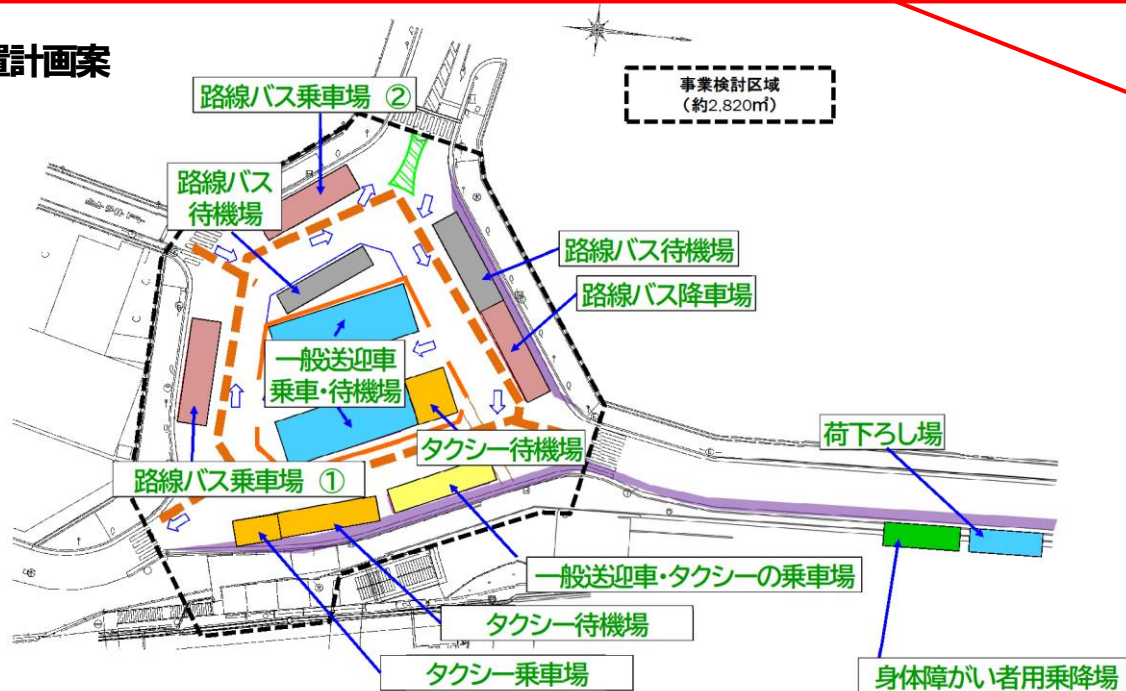 置計画案
事業検討区域
(約2,820㎡)
路線バス乗車場 ②
路線バス
待機場
路線バス待機場
路線バス降車場
一般送迎車
乗車・待機場
タクシー待機場
荷下ろし場
路線バス乗車場 ①
一般送迎車・タクシーの乗車場
タクシー待機場
タクシー乗車場
身体障がい者用乗降場